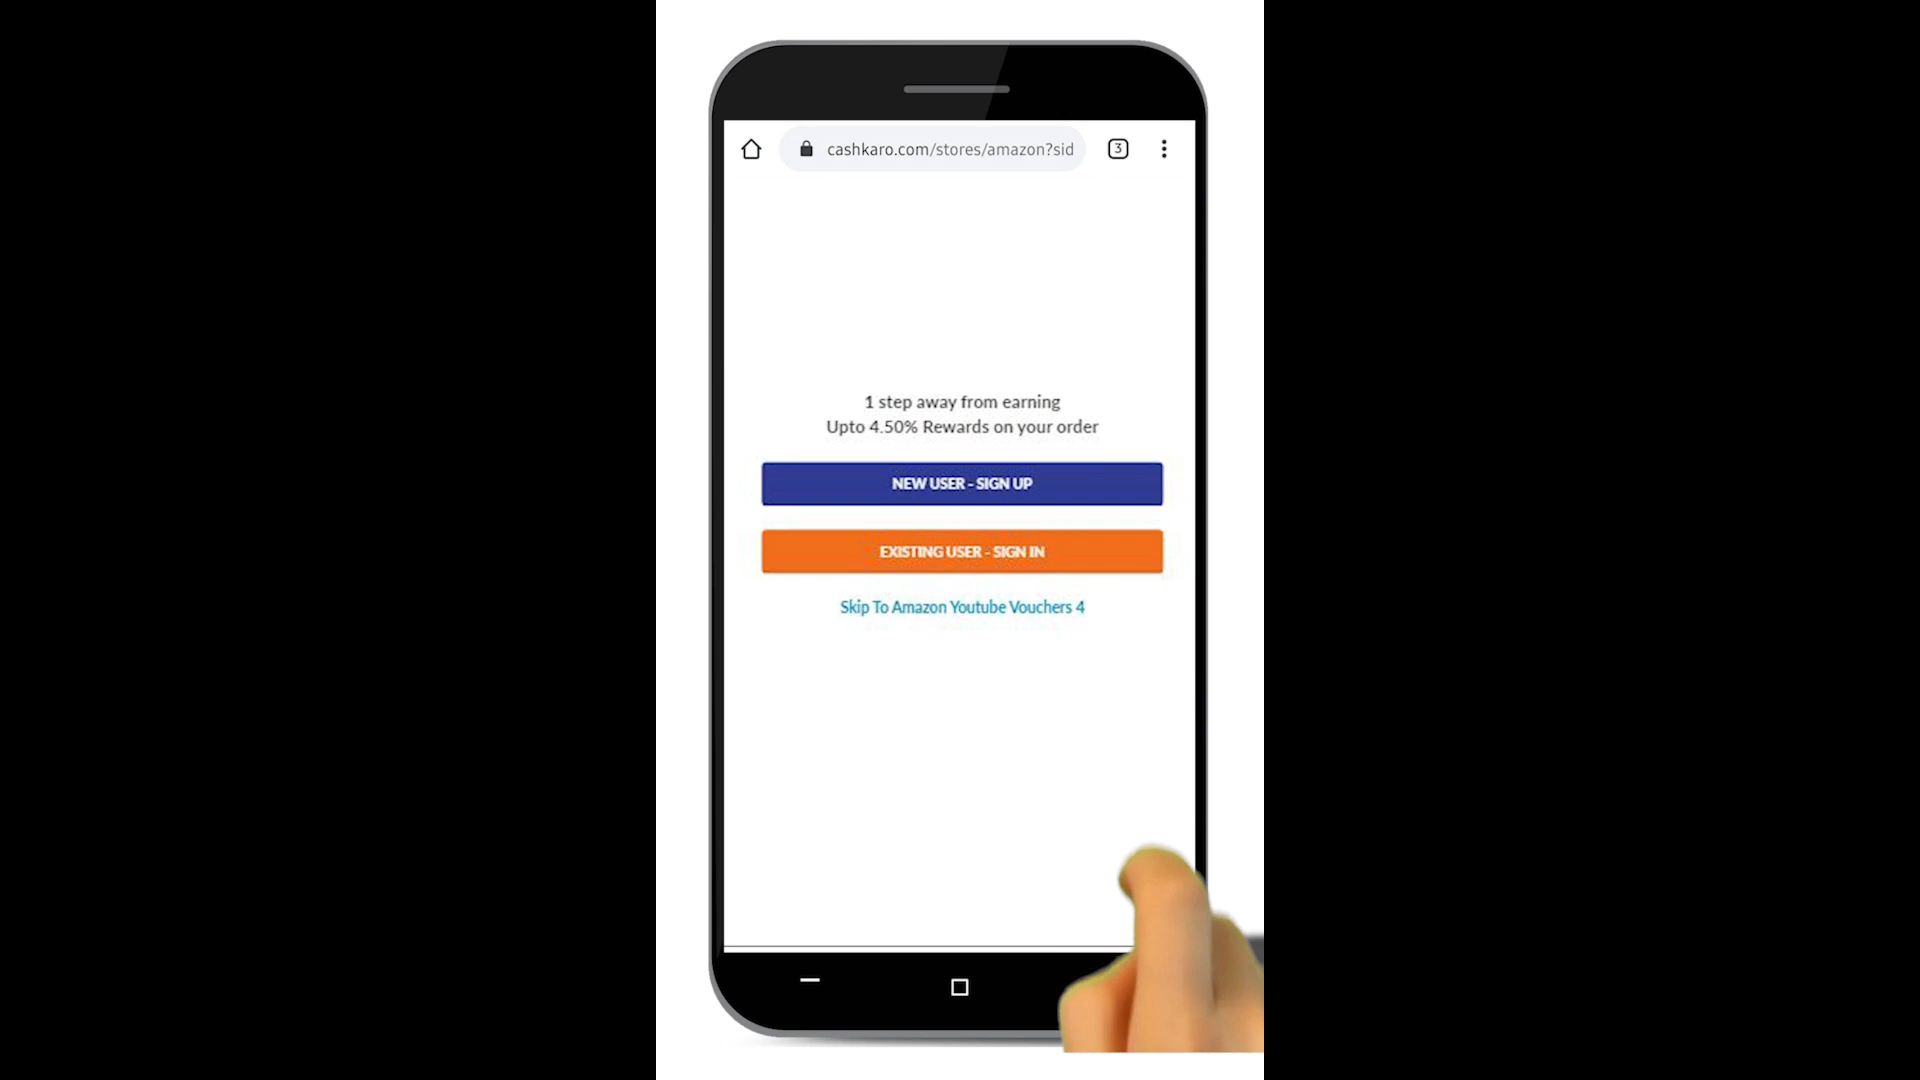 cashkaro.com/stores/amazon?sid
3
1 step away from earning
Upto 4.50% Rewards on your order
NEW USER - SIGN UP
EXISTING USER - SIGN IN
Skip To Amazon Youtube Vouchers 4